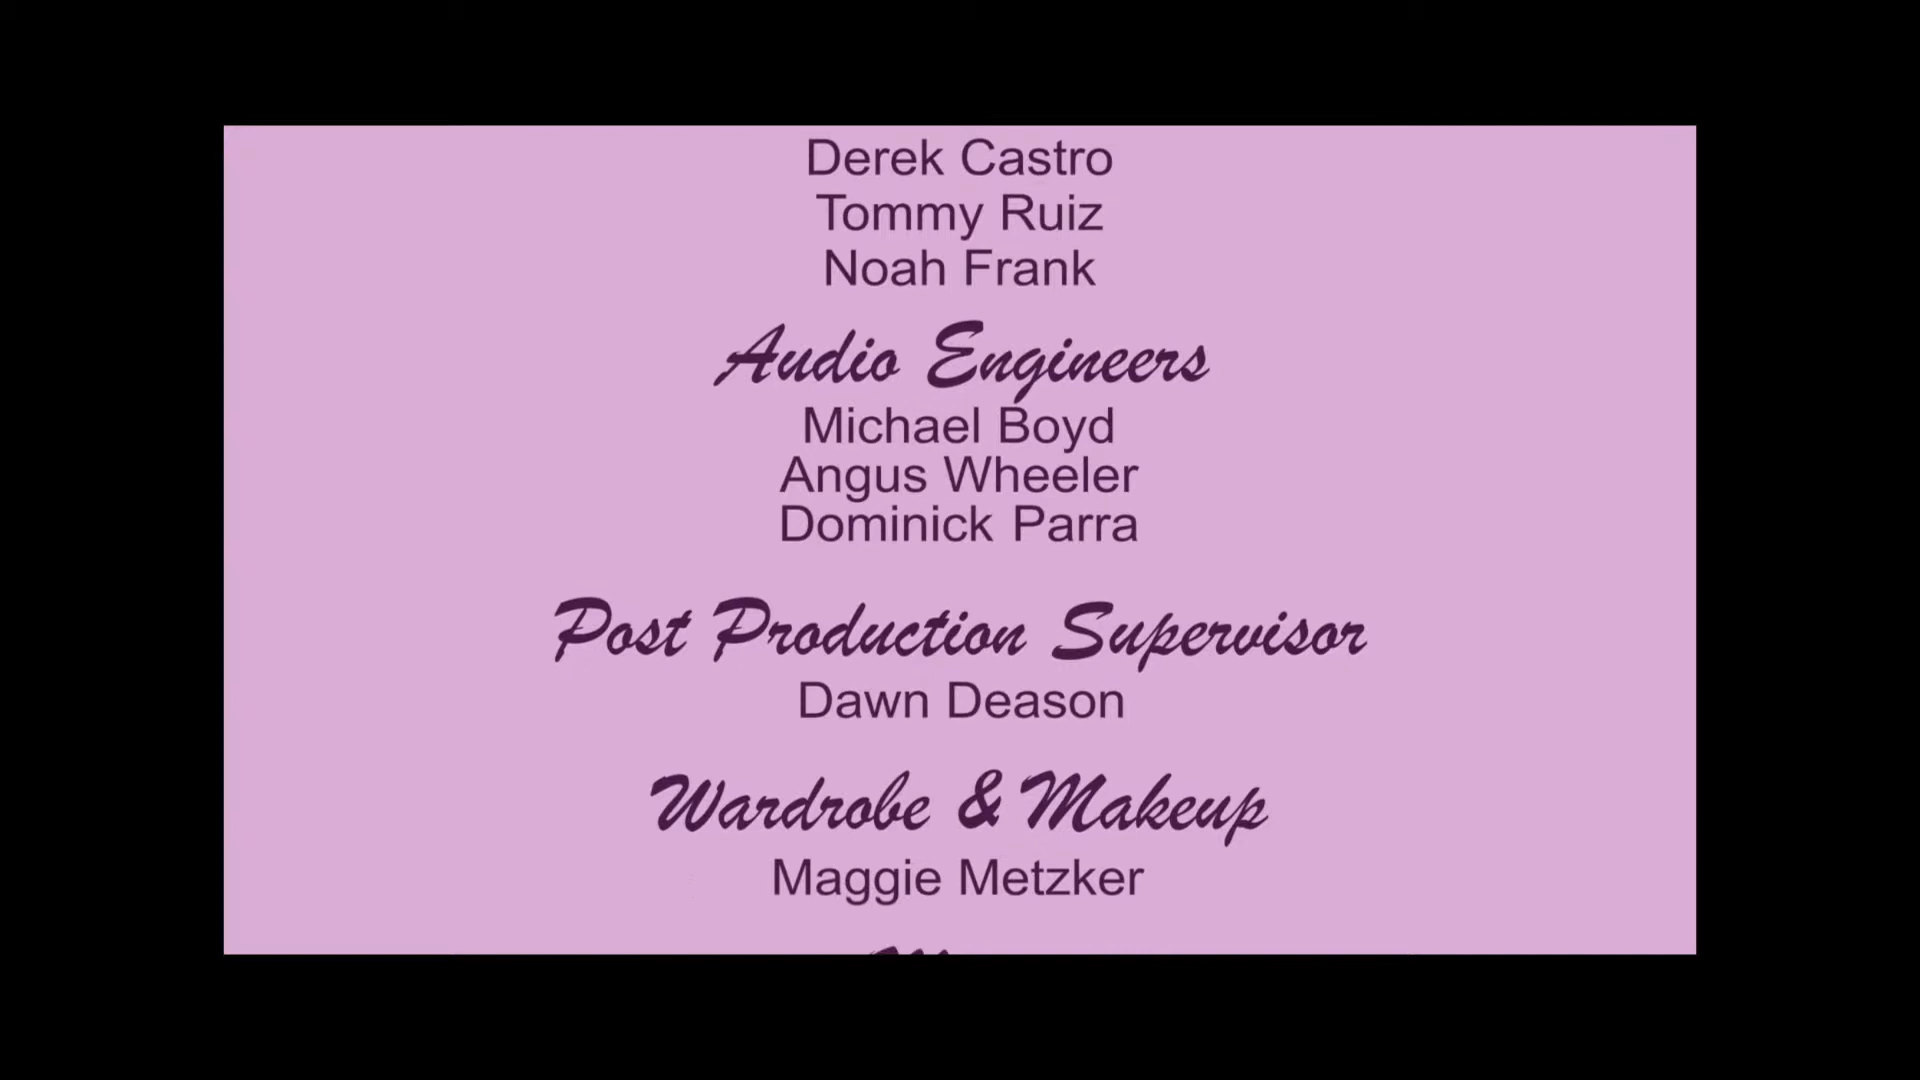 Derek Castro
Tommy Ruiz
Noah Frank
Audio Engineers
Michael Boyd
Angus Wheeler
Dominick Parra
Post Production Supervisor
Dawn Deason
Wardrobe & Makeup
Maggie Metzker